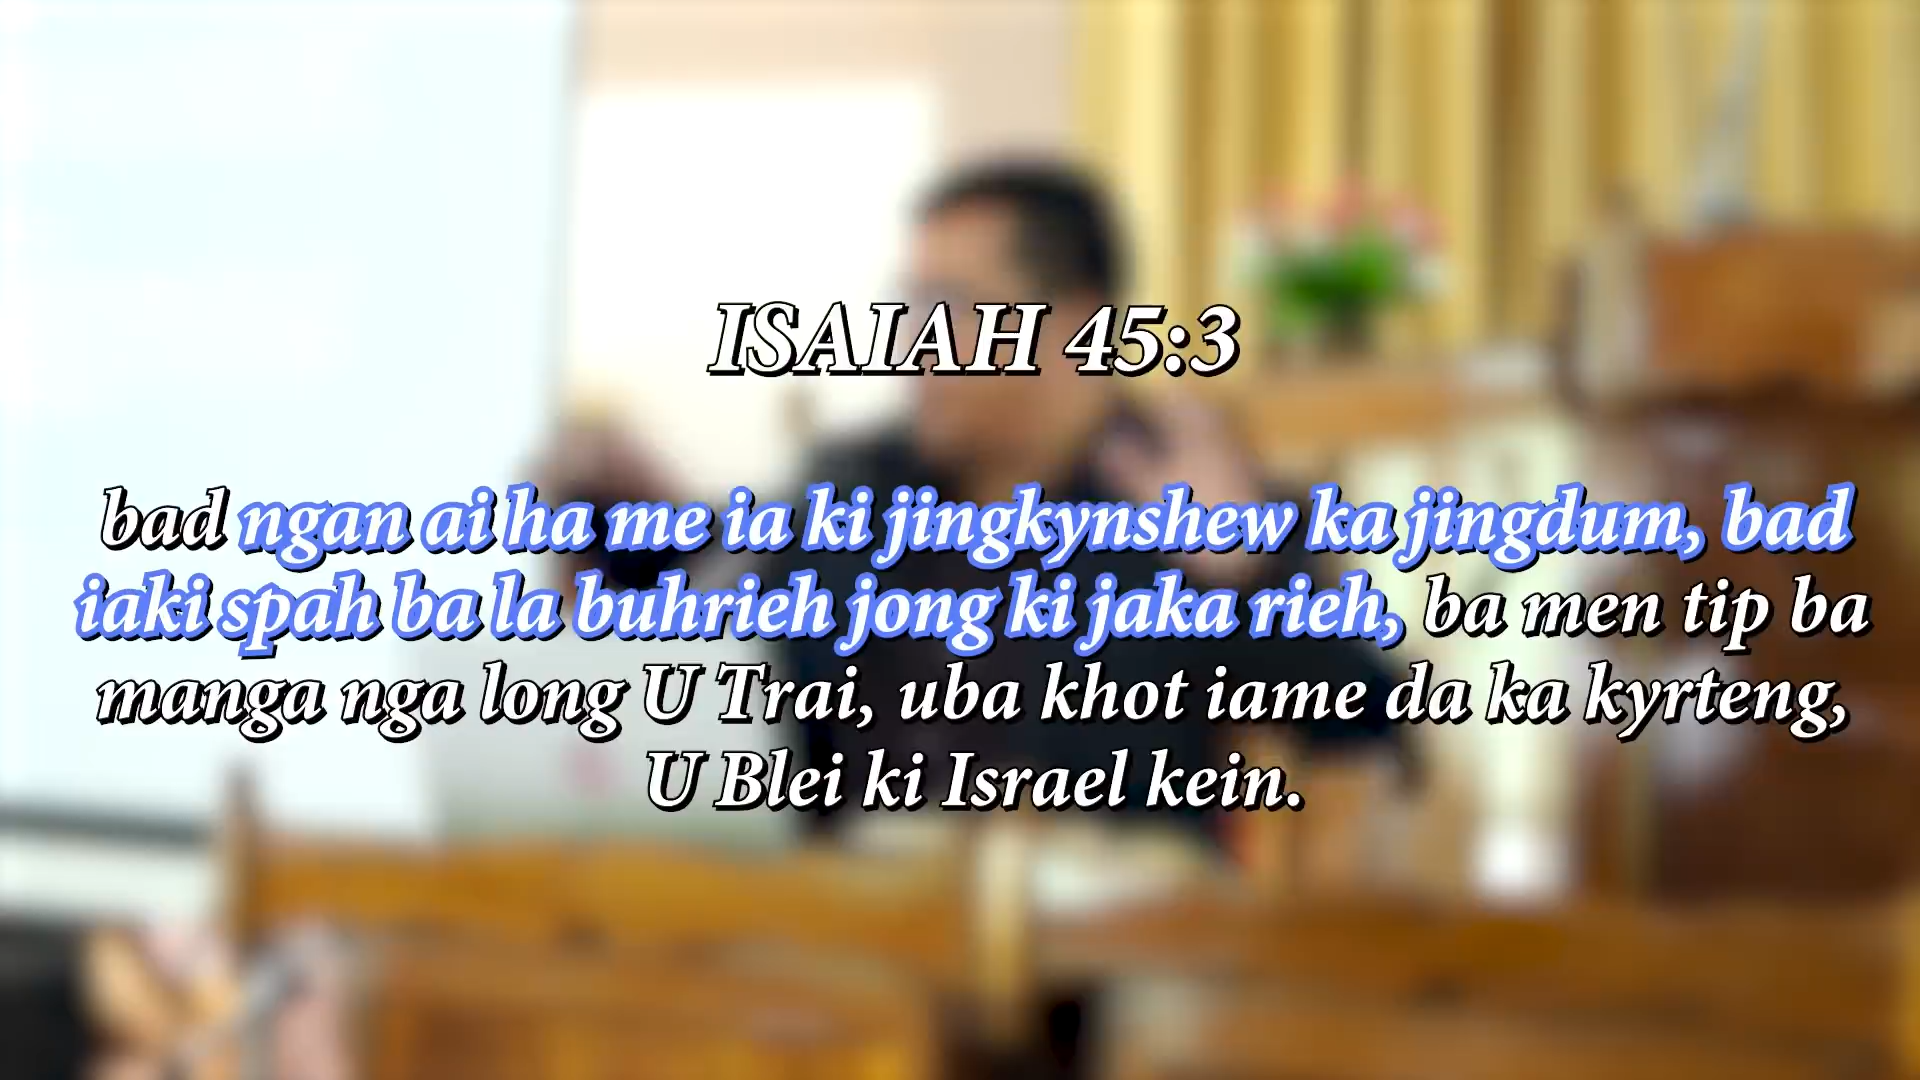 ISAIAH 45:3
bad ngan ai ha me ia ki jingkynshew ka jingdum, bad
iaki spah ba la buhrieh jong ki jaka rieh, ba men tip ba
manga nga long U Trai, uba khot iame da ka kyrteng,
U Blei ki Israel kein.